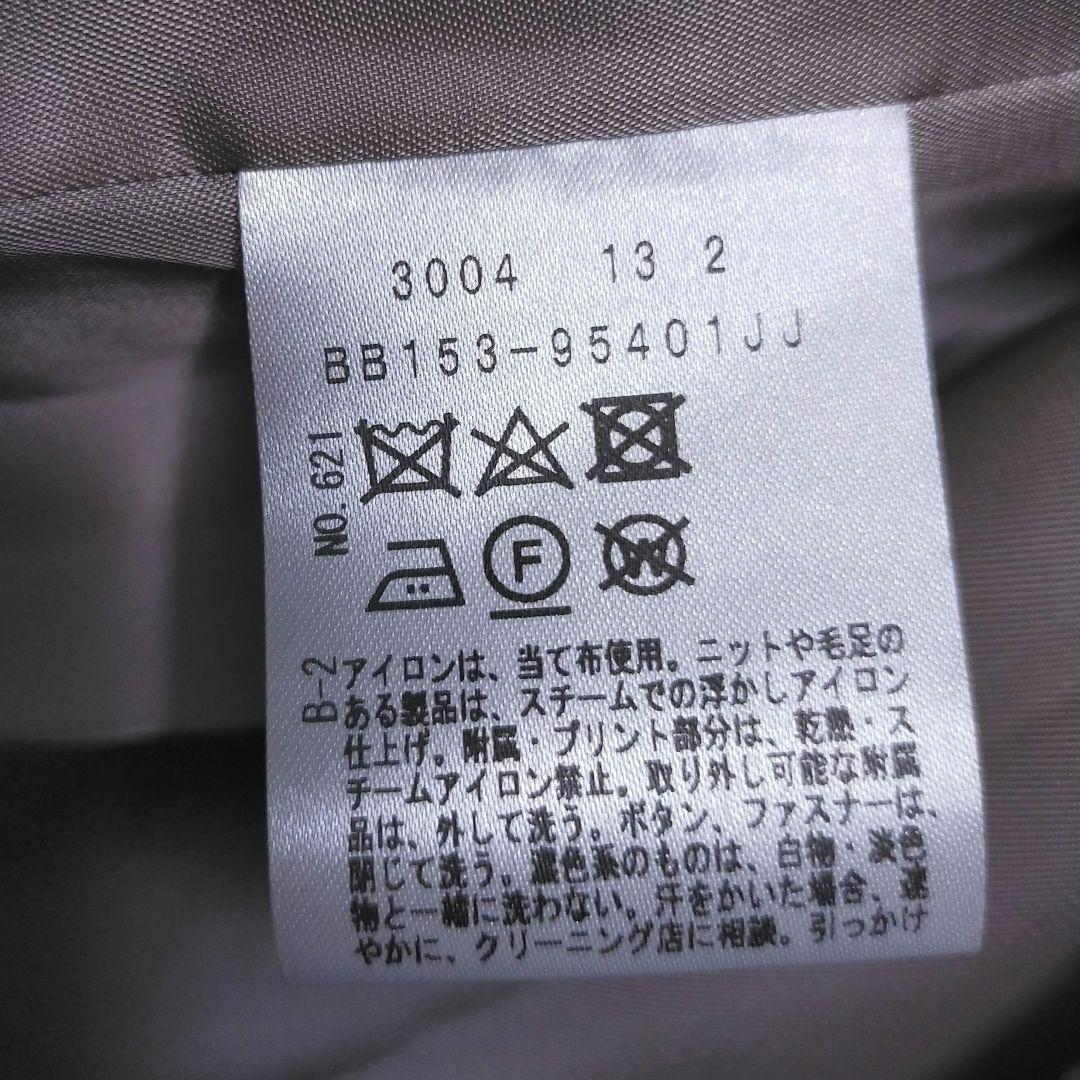 3004 13 2
BB153-95401JJ
NO.621
F
W
B-2
アイロンは、当て布使用。ニットや毛足の
ある製品は、スチームでの浮かしアイロン
仕上げ。附属・プリント部分は、乾熱・ス
チームアイロン禁止。取り外し可能な附属
品は、外して洗う。ボタン、ファスナーは、
閉じて洗う。濃色系のものは、白物・淡色
物と一緒に洗わない。汗をかいた場合、速
やかに、クリーニング店に相談。引っかけ